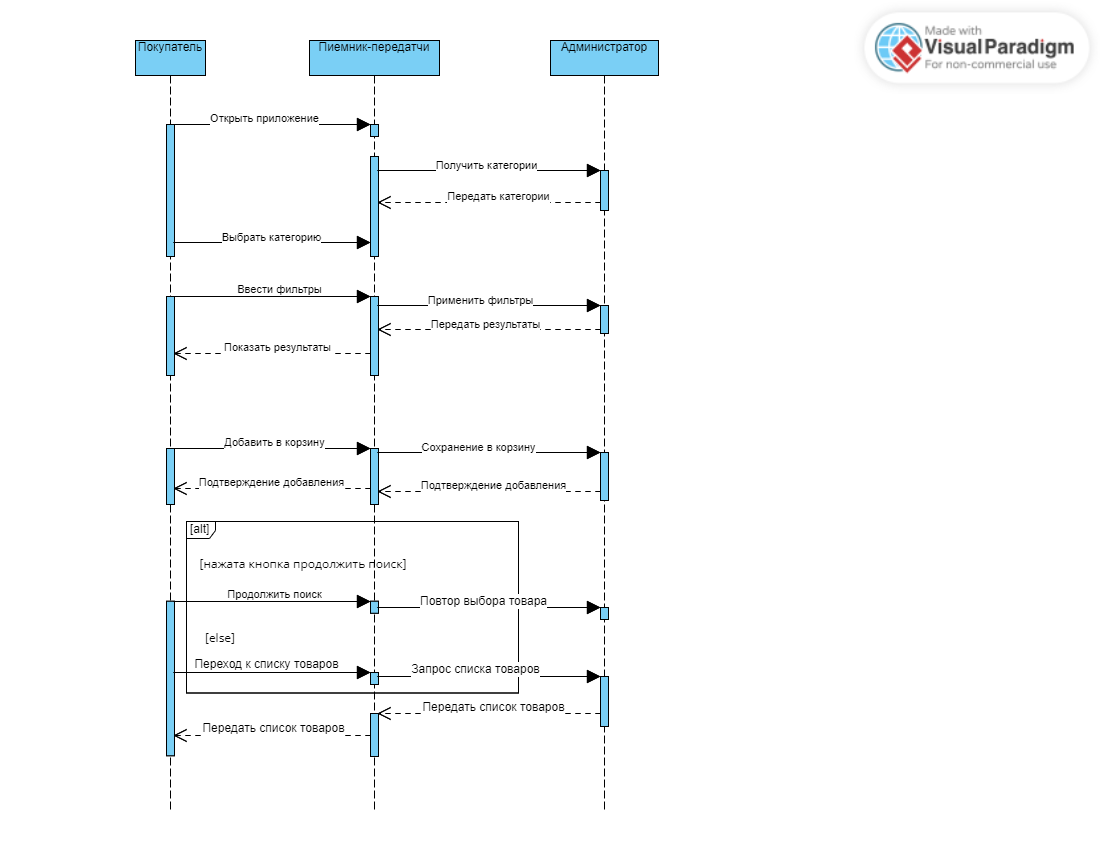 Made with
VisualParadigm
For non-commercial use
Покупатель
Пиемник-передатчи
Администратор
Открыть приложение
Получить категории
Передать категории
Выбрать категорию
Ввести фильтры
Применить фильтры
Передать результаты
Показать результаты
Добавить в корзину
Сохранение в корзину
Подтверждение добавления
Подтверждение добавления
[alt]
[нажата кнопка продолжить поиск]
Продолжить поиск
Повтор выбора товара
[else]
Переход к списку товаров
Запрос списка товаров
Передать список товаров
Передать список товаров